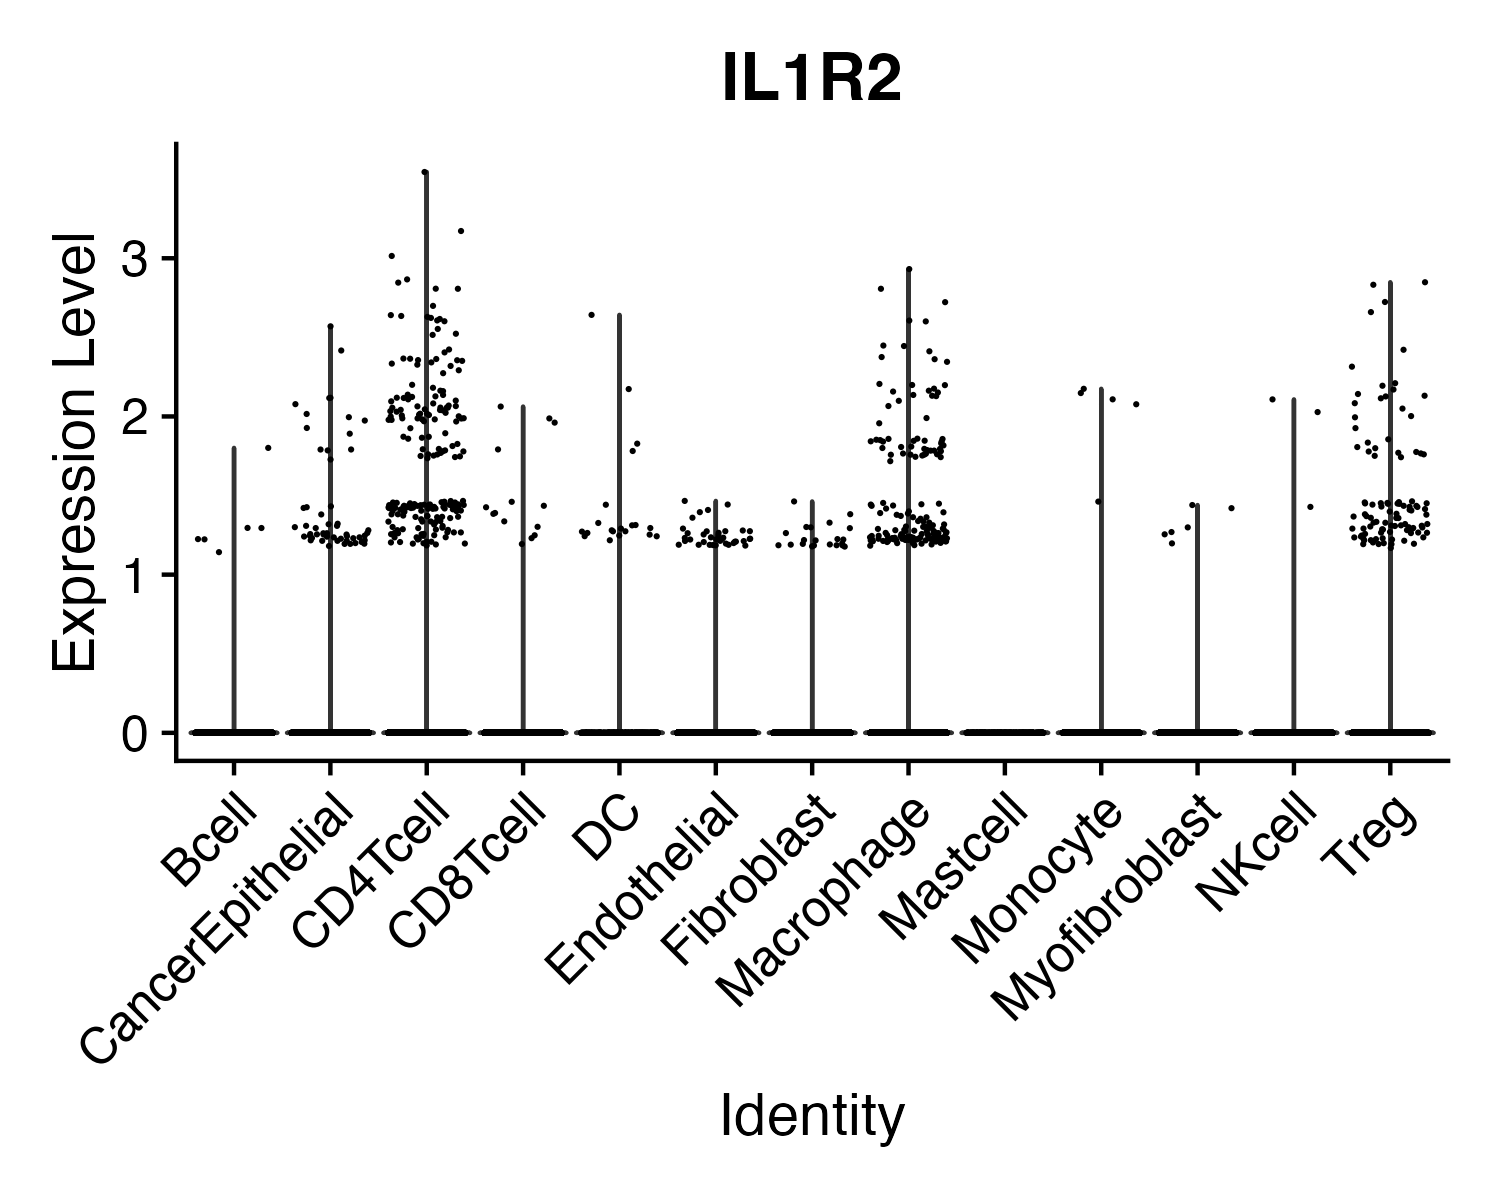 IL1R2
Expression Level
3
2
1
0
Bcell
CancerEpithelial
CD4Tcell
CD8Tcell
DC
Endothelial
Fibroblast
Macrophage
Mastcell
Monocyte
Myofibroblast
NKcell
Treg
Identity